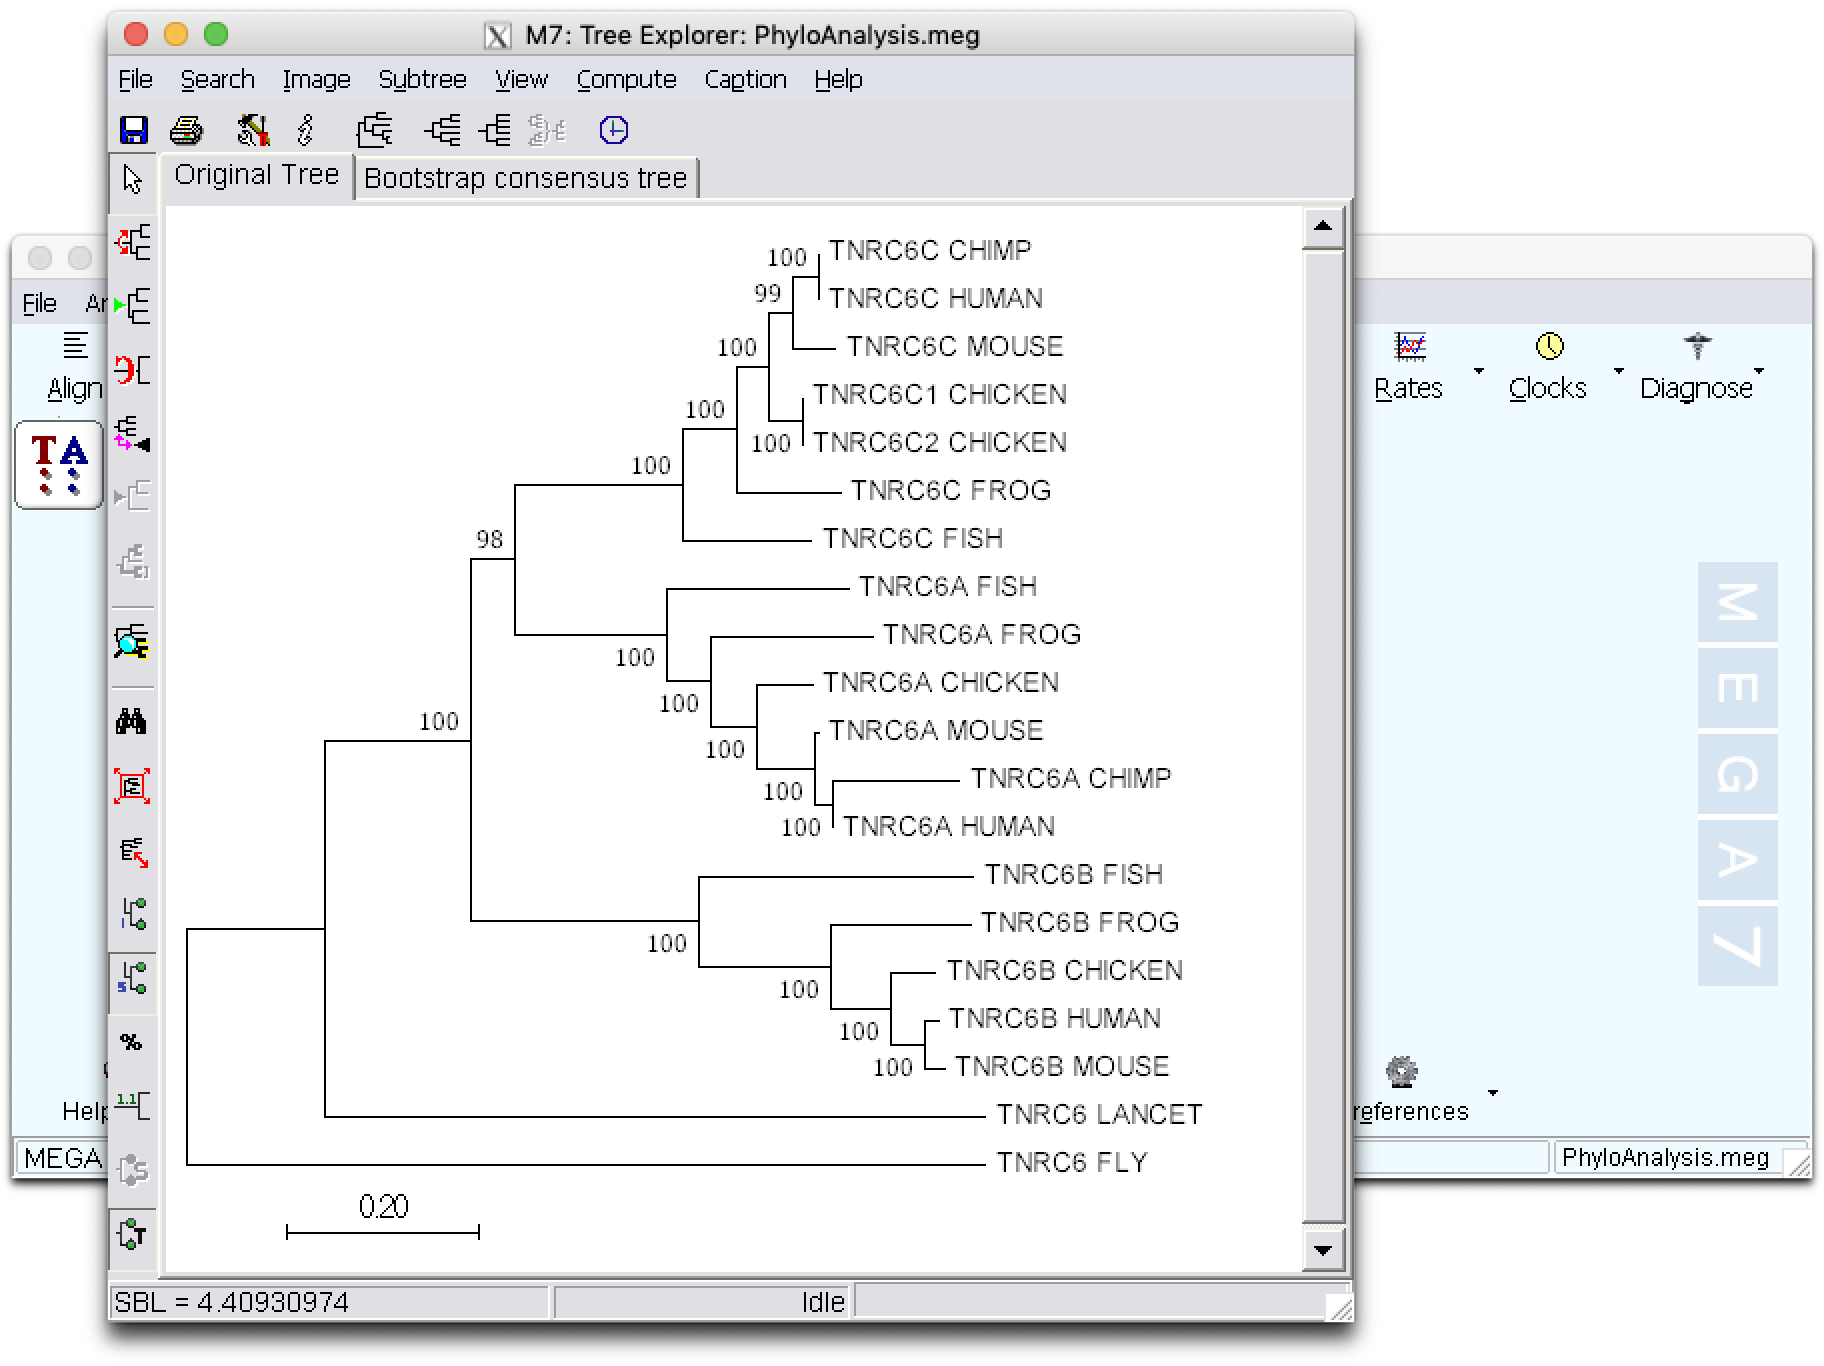 M7: Tree Explorer: PhyloAnalysis.meg
File Search Image Subtree View Compute Caption Help
Original Tree Bootstrap consensus tree
TNRC6C CHIMP
100
TNRC6C HUMAN
99
TNRC6C MOUSE
100
TNRC6C1 CHICKEN
100
TNRC6C2 CHICKEN
100
100
TNRC6C FROG
TNRC6C FISH
98
TNRC6A FISH
TNRC6A FROG
100
TNRC6A CHICKEN
100
TNRC6A MOUSE
100
100
TNRC6A CHIMP
100
TNRC6A HUMAN
100
TNRC6B FISH
TNRC6B FROG
100
TNRC6B CHICKEN
100
TNRC6B HUMAN
100
TNRC6B MOUSE
100
TNRC6 LANCET
TNRC6 FLY
0.20
%
1.1
SBL = 4.40930974
Idle
File
Align
T A
Help
MEGA
Rates Clocks Diagnose
M
E
G
A
7
references
PhyloAnalysis.meg